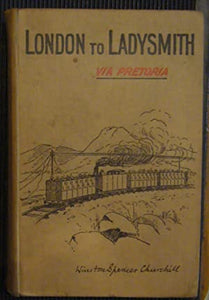 LONDON TO LADYSMITH
VIA PRETORIA
Winston Spencer Churchill